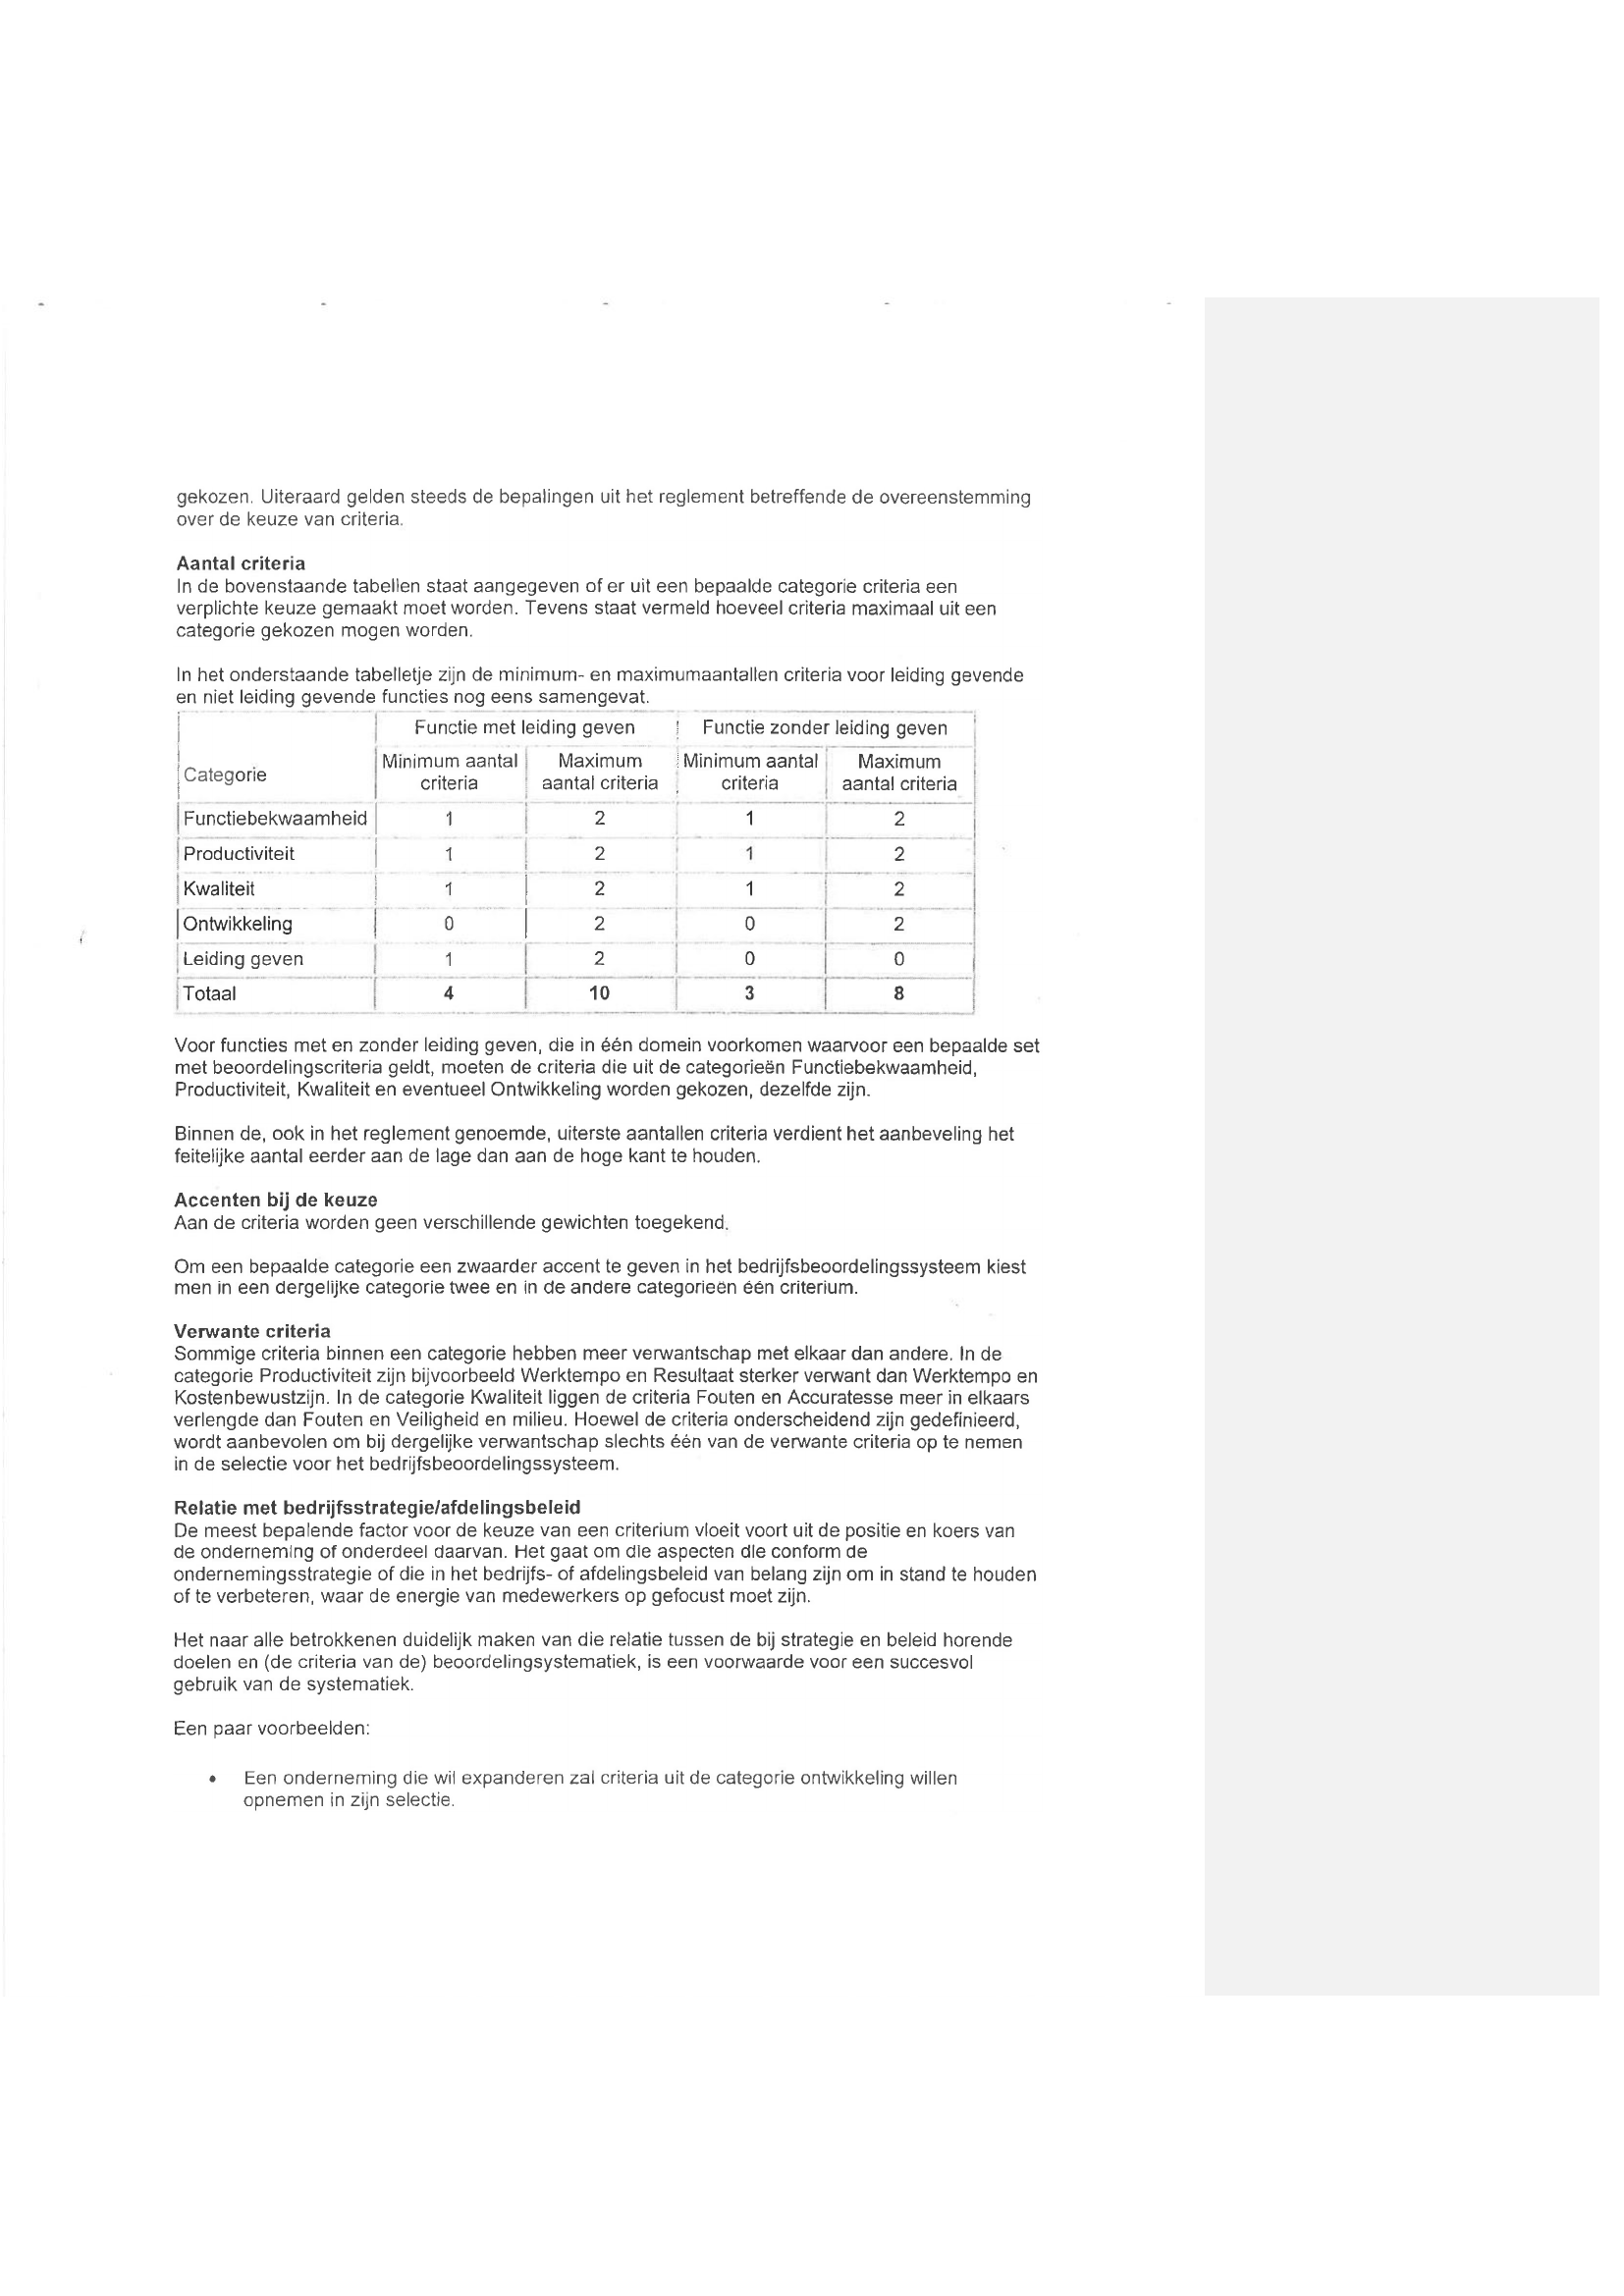 gekozen. Uiteraard gelden steeds de bepalingen uit het reglement betreffende de overeenstemming
over de keuze van criteria.
Aantal criteria
In de bovenstaande tabellen staat aangegeven of er uit een bepaalde categorie criteria een
verplichte keuze gemaakt moet worden. Tevens staat vermeld hoeveel criteria maximaal uit een
categorie gekozen mogen worden.
In het onderstaande tabelletje zijn de minimum- en maximumaantallen criteria voor leiding gevende
en niet leiding gevende functies nog eens samengevat.
Functie met leiding geven Functie zonder leiding geven
Categorie Minimum aantal criteria Maximum aantal criteria Minimum aantal criteria Maximum aantal criteria
Functiebekwaamheid 1 2 1 2
Productiviteit 1 2 1 2
Kwaliteit 1 2 1 2
Ontwikkeling 0 2 0 2
Leiding geven 1 2 0 0
Totaal 4 10 3 8
Voor functies met en zonder leiding geven, die in één domein voorkomen waarvoor een bepaalde set
met beoordelingscriteria geldt, moeten de criteria die uit de categorieën Functiebekwaamheid,
Productiviteit, Kwaliteit en eventueel Ontwikkeling worden gekozen, dezelfde zijn.
Binnen de, ook in het reglement genoemde, uiterste aantallen criteria verdient het aanbeveling het
feitelijke aantal eerder aan de lage dan aan de hoge kant te houden.
Accenten bij de keuze
Aan de criteria worden geen verschillende gewichten toegekend.
Om een bepaalde categorie een zwaarder accent te geven in het bedrijfsbeoordelingssysteem kiest
men in een dergelijke categorie twee en in de andere categorieën één criterium.
Verwante criteria
Sommige criteria binnen een categorie hebben meer verwantschap met elkaar dan andere. In de
categorie Productiviteit zijn bijvoorbeeld Werktempo en Resultaat sterker verwant dan Werktempo en
Kostenbewustzijn. In de categorie Kwaliteit liggen de criteria Fouten en Accuratesse meer in elkaars
verlengde dan Fouten en Veiligheid en milieu. Hoewel de criteria onderscheidend zijn gedefinieerd,
wordt aanbevolen om bij dergelijke verwantschap slechts één van de verwante criteria op te nemen
in de selectie voor het bedrijfsbeoordelingssysteem.
Relatie met bedrijfsstrategie/afdelingsbeleid
De meest bepalende factor voor de keuze van een criterium vloeit voort uit de positie en koers van
de onderneming of onderdeel daarvan. Het gaat om die aspecten die conform de
ondernemingsstrategie of die in het bedrijfs- of afdelingsbeleid van belang zijn om in stand te houden
of te verbeteren, waar de energie van medewerkers op gefocust moet zijn.
Het naar alle betrokkenen duidelijk maken van die relatie tussen de bij strategie en beleid horende
doelen en (de criteria van de) beoordelingsystematiek, is een voorwaarde voor een succesvol
gebruik van de systematiek.
Een paar voorbeelden:
• Een onderneming die wil expanderen zal criteria uit de categorie ontwikkeling willen
opnemen in zijn selectie.